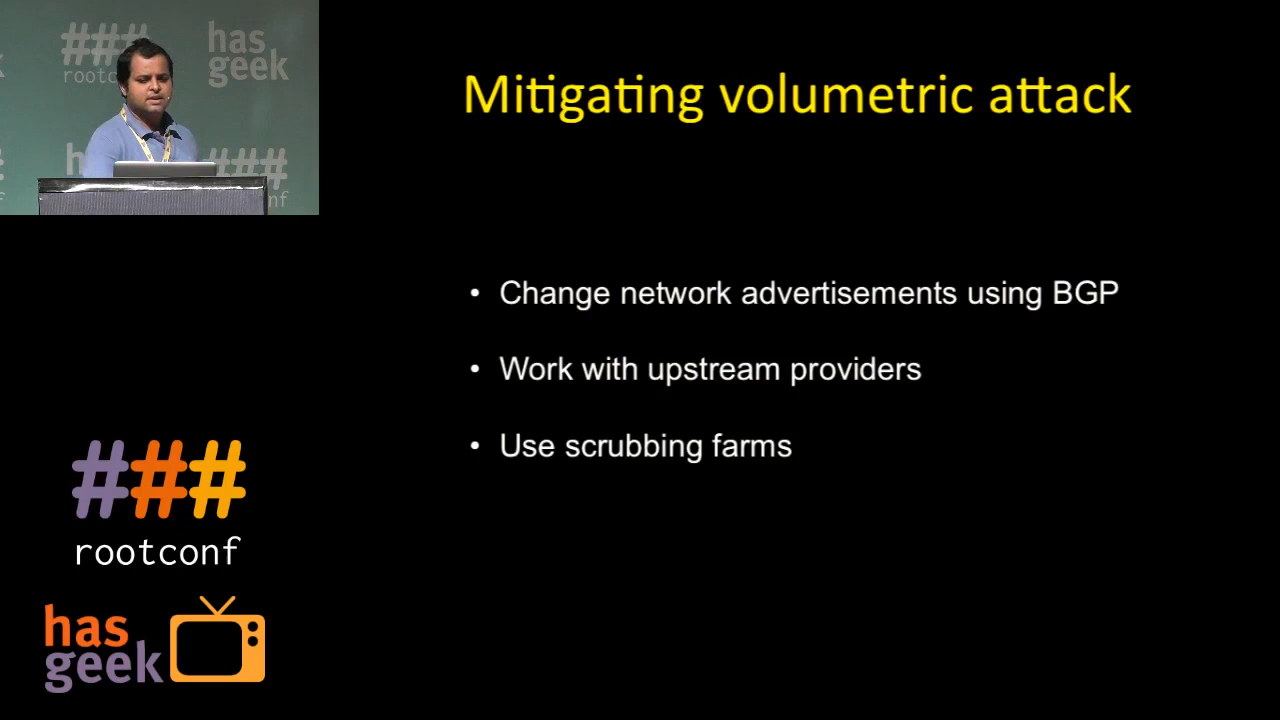 ###
rootc
has
geek
k
h
###
nf
f
Mitigating volumetric attack
• Change network advertisements using BGP
• Work with upstream providers
• Use scrubbing farms
###
rootconf
has
geek